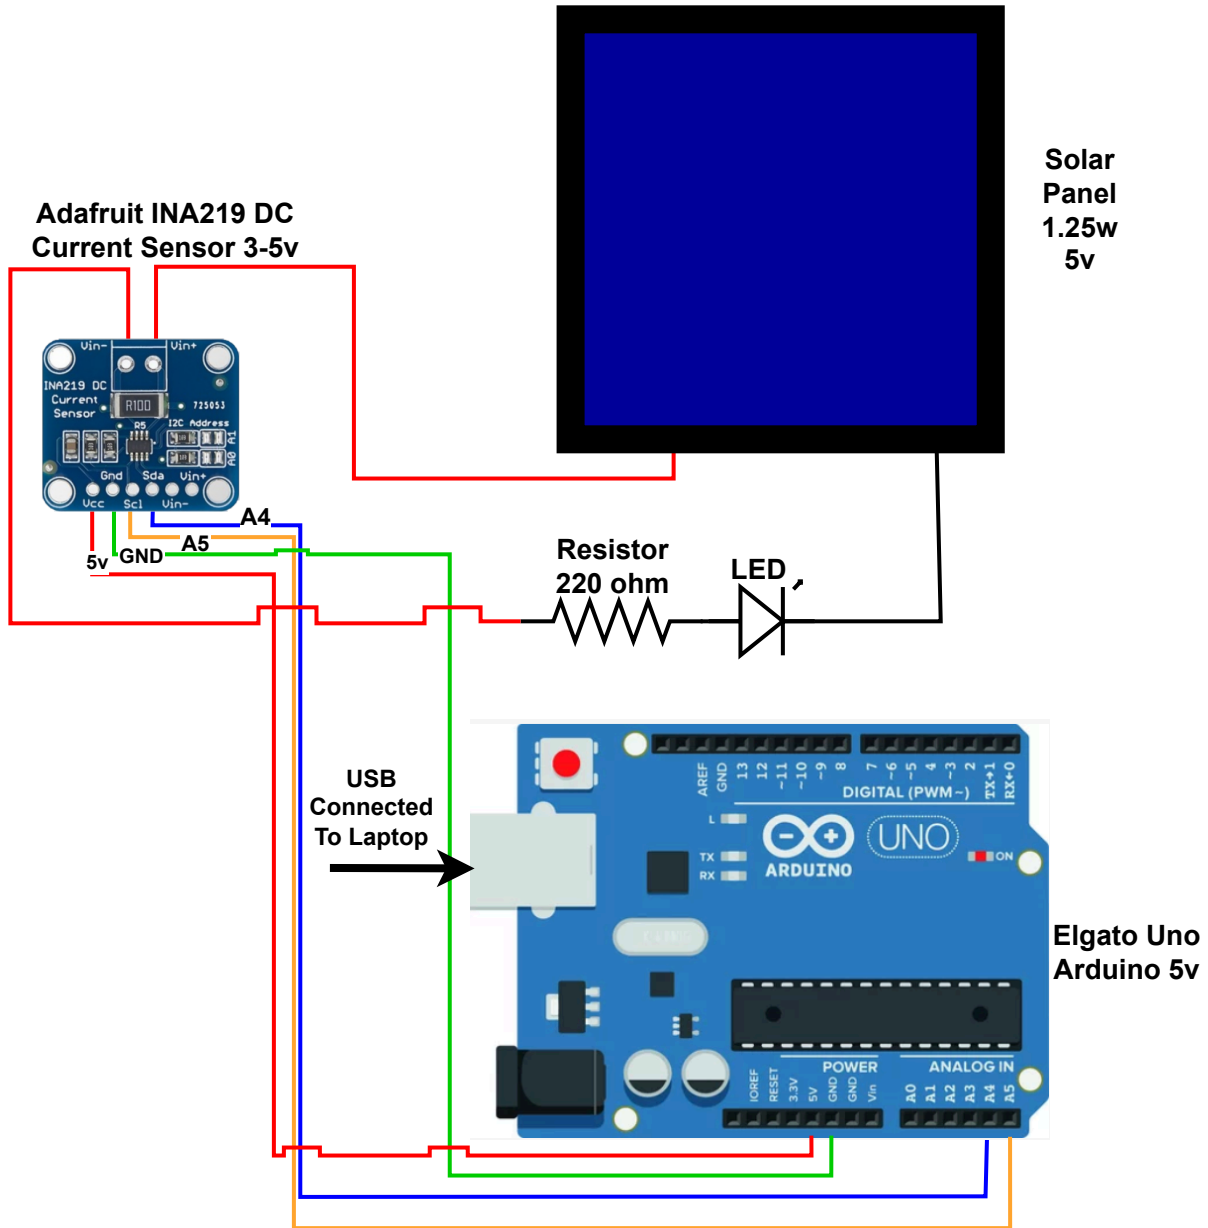 Solar
Panel
1.25w
5v
Adafruit INA219 DC
Current Sensor 3-5v
Vin-
Vin+
INA219 DC
Current
Sensor
R100
725053
R5
I2C Address
A1
A0
Gnd
Sda
Vin+
Vcc
Scl
Vin-
A4
A5
5v
GND
Resistor
220 ohm
LED
USB
Connected
To Laptop
AREF
GND
13
12
~11
~10
~9
8
7
~6
~5
4
~3
2
TX→1
RX←0
DIGITAL (PWM~)
L
TX
RX
ARDUINO
UNO
ON
Elgato Uno
Arduino 5v
POWER
ANALOG IN
IOREF
RESET
3.3V
5V
GND
GND
Vin
A0
A1
A2
A3
A4
A5